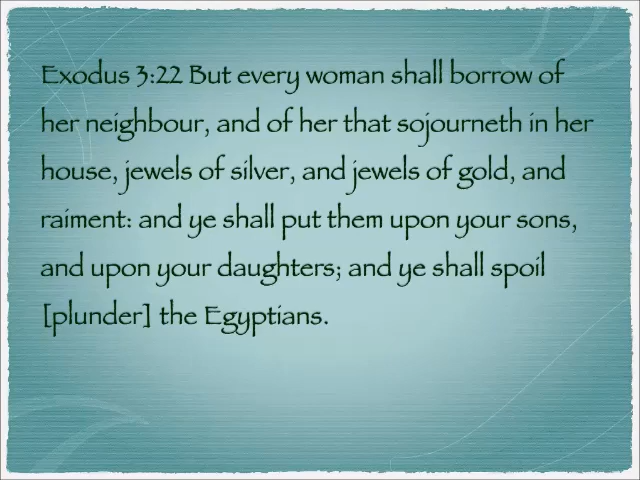 Exodus 3:22 But every woman shall borrow of
her neighbour, and of her that sojourneth in her
house, jewels of silver, and jewels of gold, and
raiment: and ye shall put them upon your sons,
and upon your daughters; and ye shall spoil
[plunder] the Egyptians.